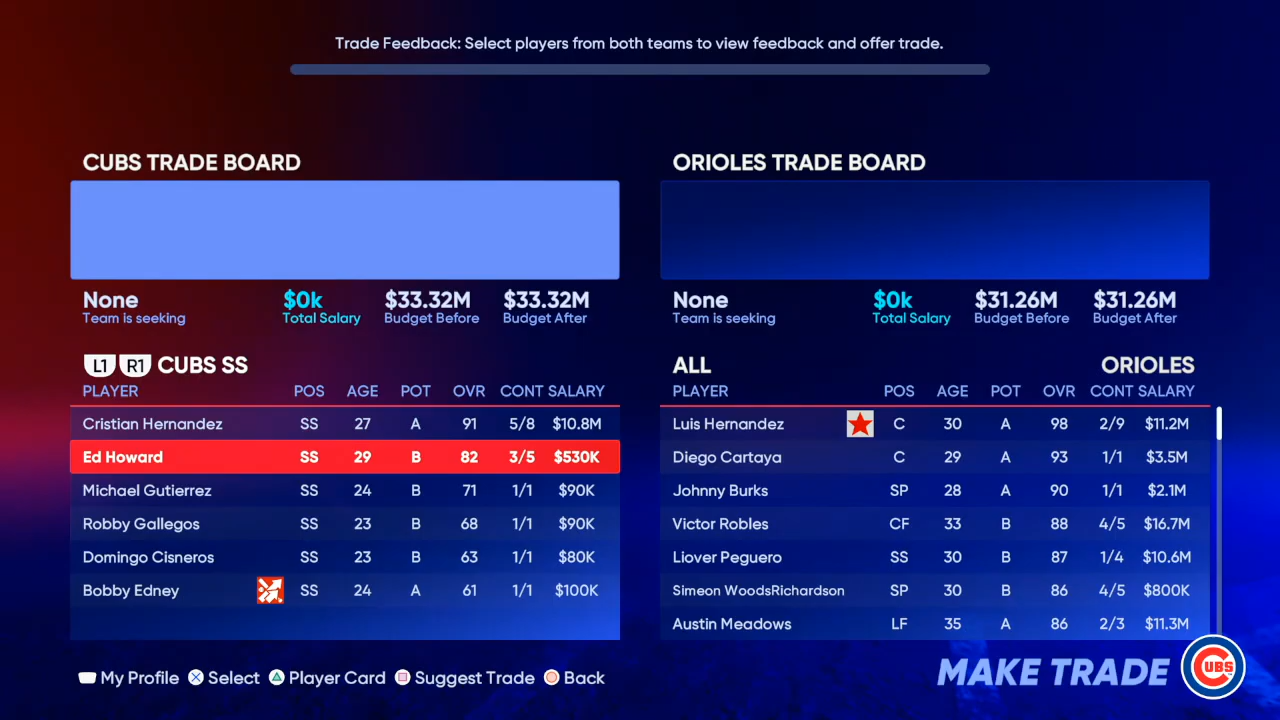 Trade Feedback: Select players from both teams to view feedback and offer trade.
CUBS TRADE BOARD
None $0k $33.32M $33.32M
Team is seeking Total Salary Budget Before Budget After
L1 R1 CUBS SS
PLAYER POS AGE POT OVR CONT SALARY
Cristian Hernandez SS 27 A 91 5/8 $10.8M
Ed Howard SS 29 B 82 3/5 $530K
Michael Gutierrez SS 24 B 71 1/1 $90K
Robby Gallegos SS 23 B 68 1/1 $90K
Domingo Cisneros SS 23 B 63 1/1 $80K
Bobby Edney SS 24 A 61 1/1 $100K
ORIOLES TRADE BOARD
None $0k $31.26M $31.26M
Team is seeking Total Salary Budget Before Budget After
ALL ORIOLES
PLAYER POS AGE POT OVR CONT SALARY
Luis Hernandez C 30 A 98 2/9 $11.2M
Diego Cartaya C 29 A 93 1/1 $3.5M
Johnny Burks SP 28 A 90 1/1 $2.1M
Victor Robles CF 33 B 88 4/5 $16.7M
Liover Peguero SS 30 B 87 1/4 $10.6M
Simeon WoodsRichardson SP 30 B 86 4/5 $800K
Austin Meadows LF 35 A 86 2/3 $11.3M
My Profile Select Player Card Suggest Trade Back
MAKE TRADE
CUBS